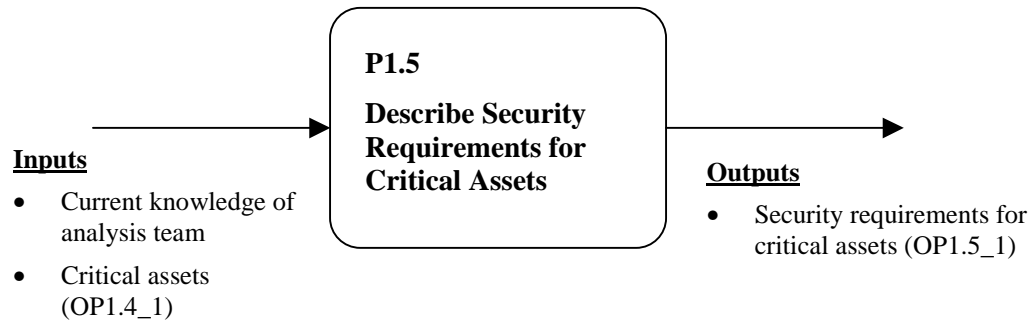 P1.5
Describe Security
Requirements for
Critical Assets
Inputs
• Current knowledge of
analysis team
• Critical assets
(OP1.4_1)
Outputs
• Security requirements for
critical assets (OP1.5_1)